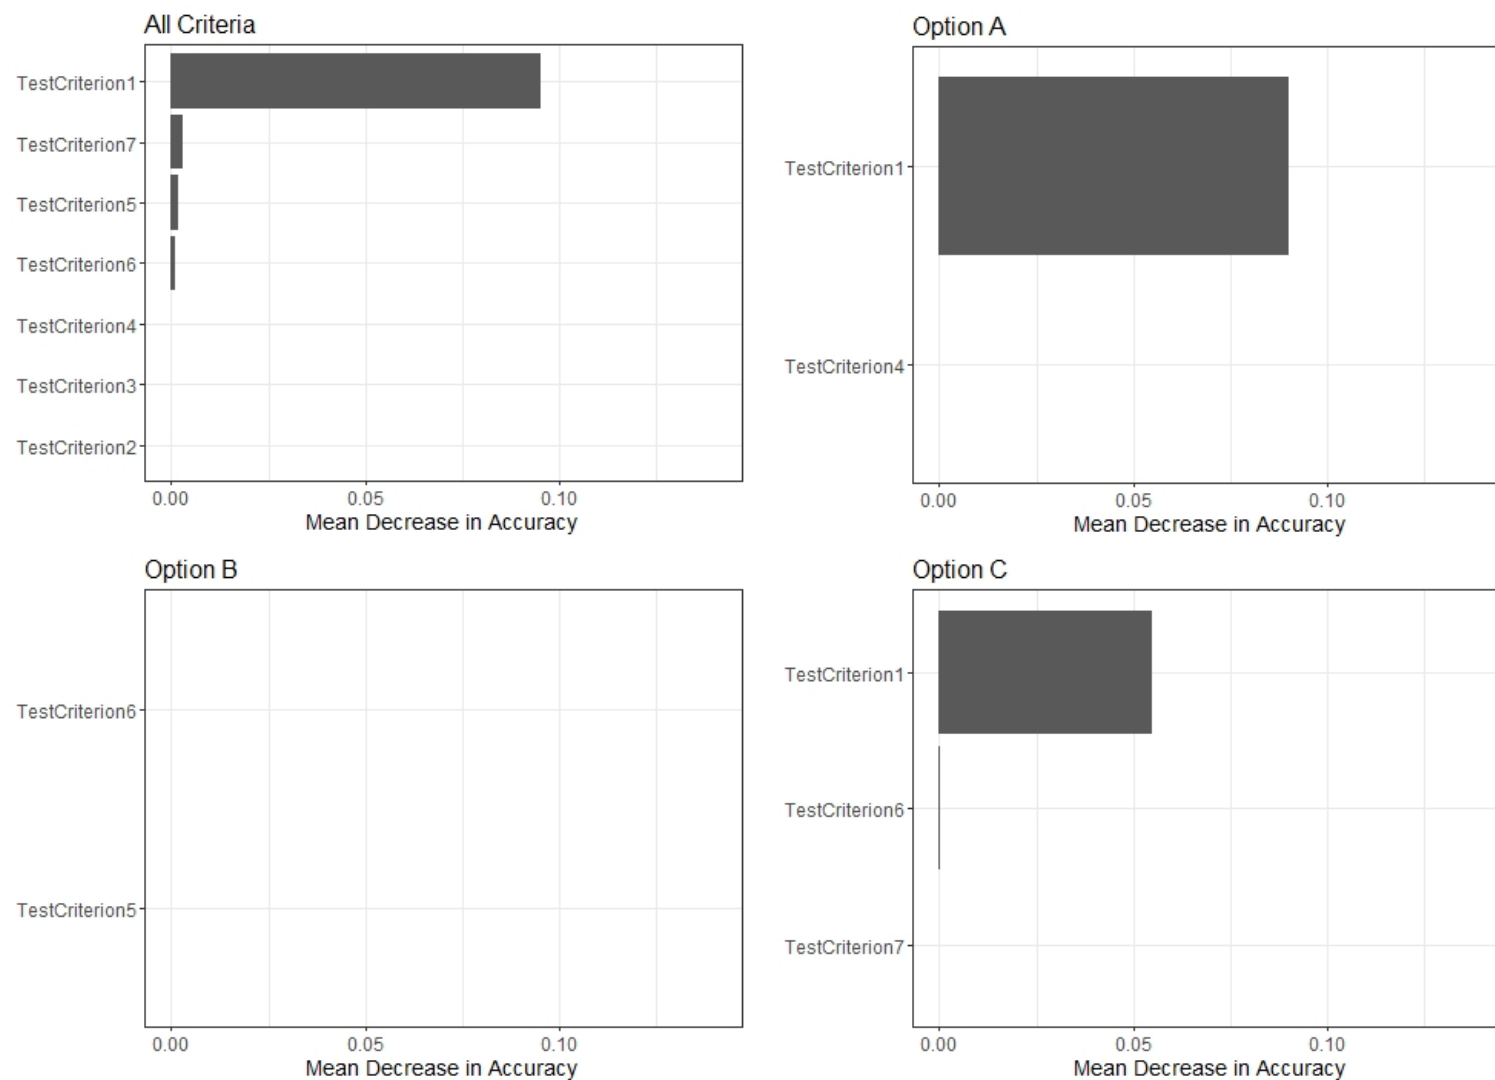 All Criteria
TestCriterion1
TestCriterion7
TestCriterion5
TestCriterion6
TestCriterion4
TestCriterion3
TestCriterion2
0.00 0.05 0.10
Mean Decrease in Accuracy
Option A
TestCriterion1
TestCriterion4
0.00 0.05 0.10
Mean Decrease in Accuracy
Option B
TestCriterion6
TestCriterion5
0.00 0.05 0.10
Mean Decrease in Accuracy
Option C
TestCriterion1
TestCriterion6
TestCriterion7
0.00 0.05 0.10
Mean Decrease in Accuracy